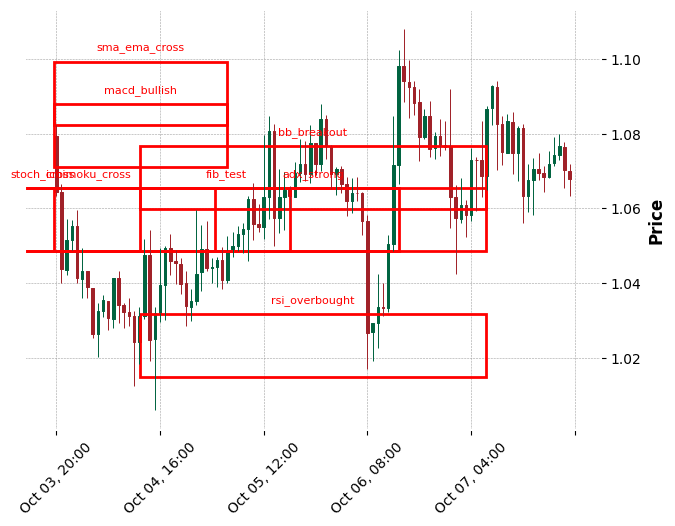 sma_ema_cross
1.10
macd_bullish
bb_breakout
1.08
stoch_cross
ichimoku_cross
fib_test
adx_strong
1.06
Price
1.04
rsi_overbought
1.02
Oct 03, 20:00
Oct 04, 16:00
Oct 05, 12:00
Oct 06, 08:00
Oct 07, 04:00